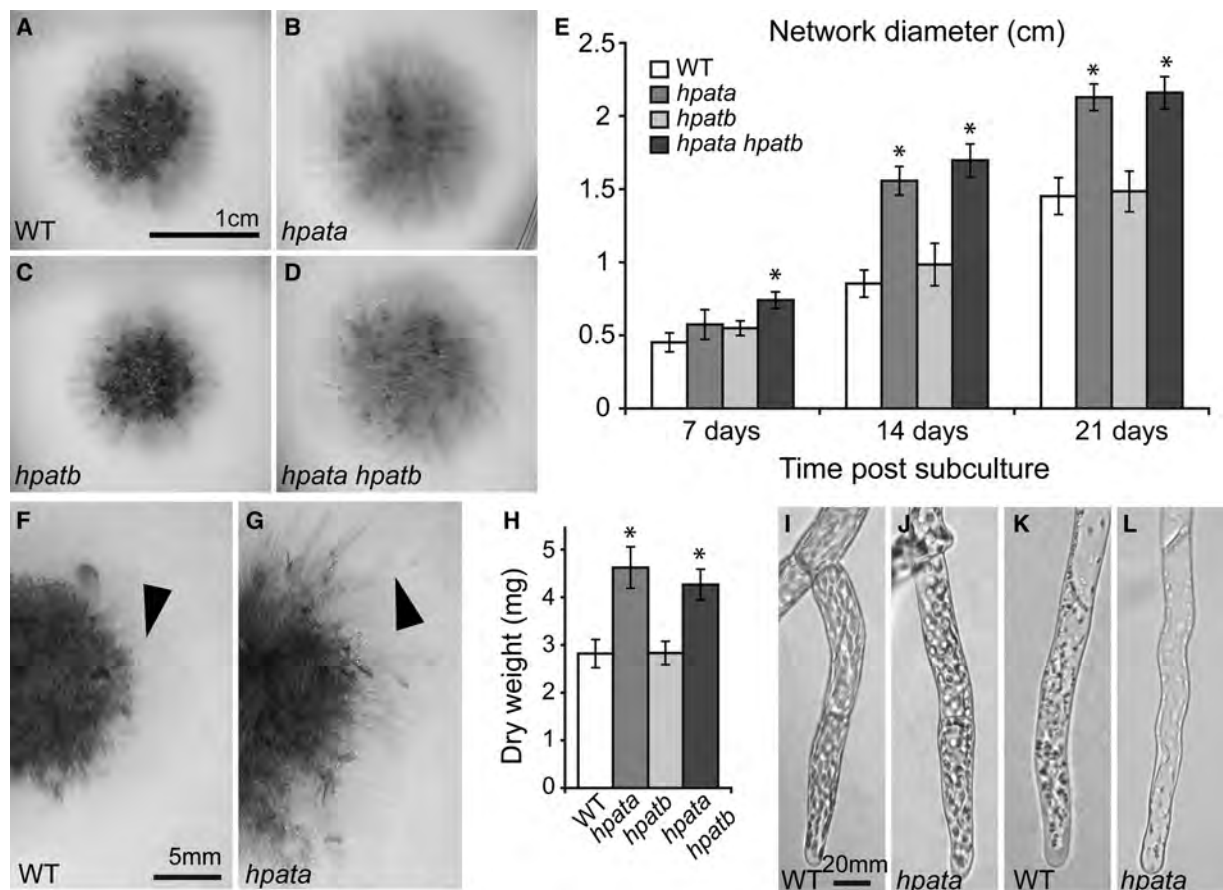 A
WT
1cm
B
hpata
C
hpatb
D
hpata hpatb
E
Network diameter (cm)
WT
hpata
hpatb
hpata hpatb
2.5
2
1.5
1
0.5
0
* * * * *
7 days
14 days
21 days
Time post subculture
F
WT
5mm
G
hpata
H
Dry weight (mg)
5
4
3
2
1
0
* *
WT
hpata
hpatb
hpata
hpatb
I
WT
20mm
J
hpata
K
WT
L
hpata